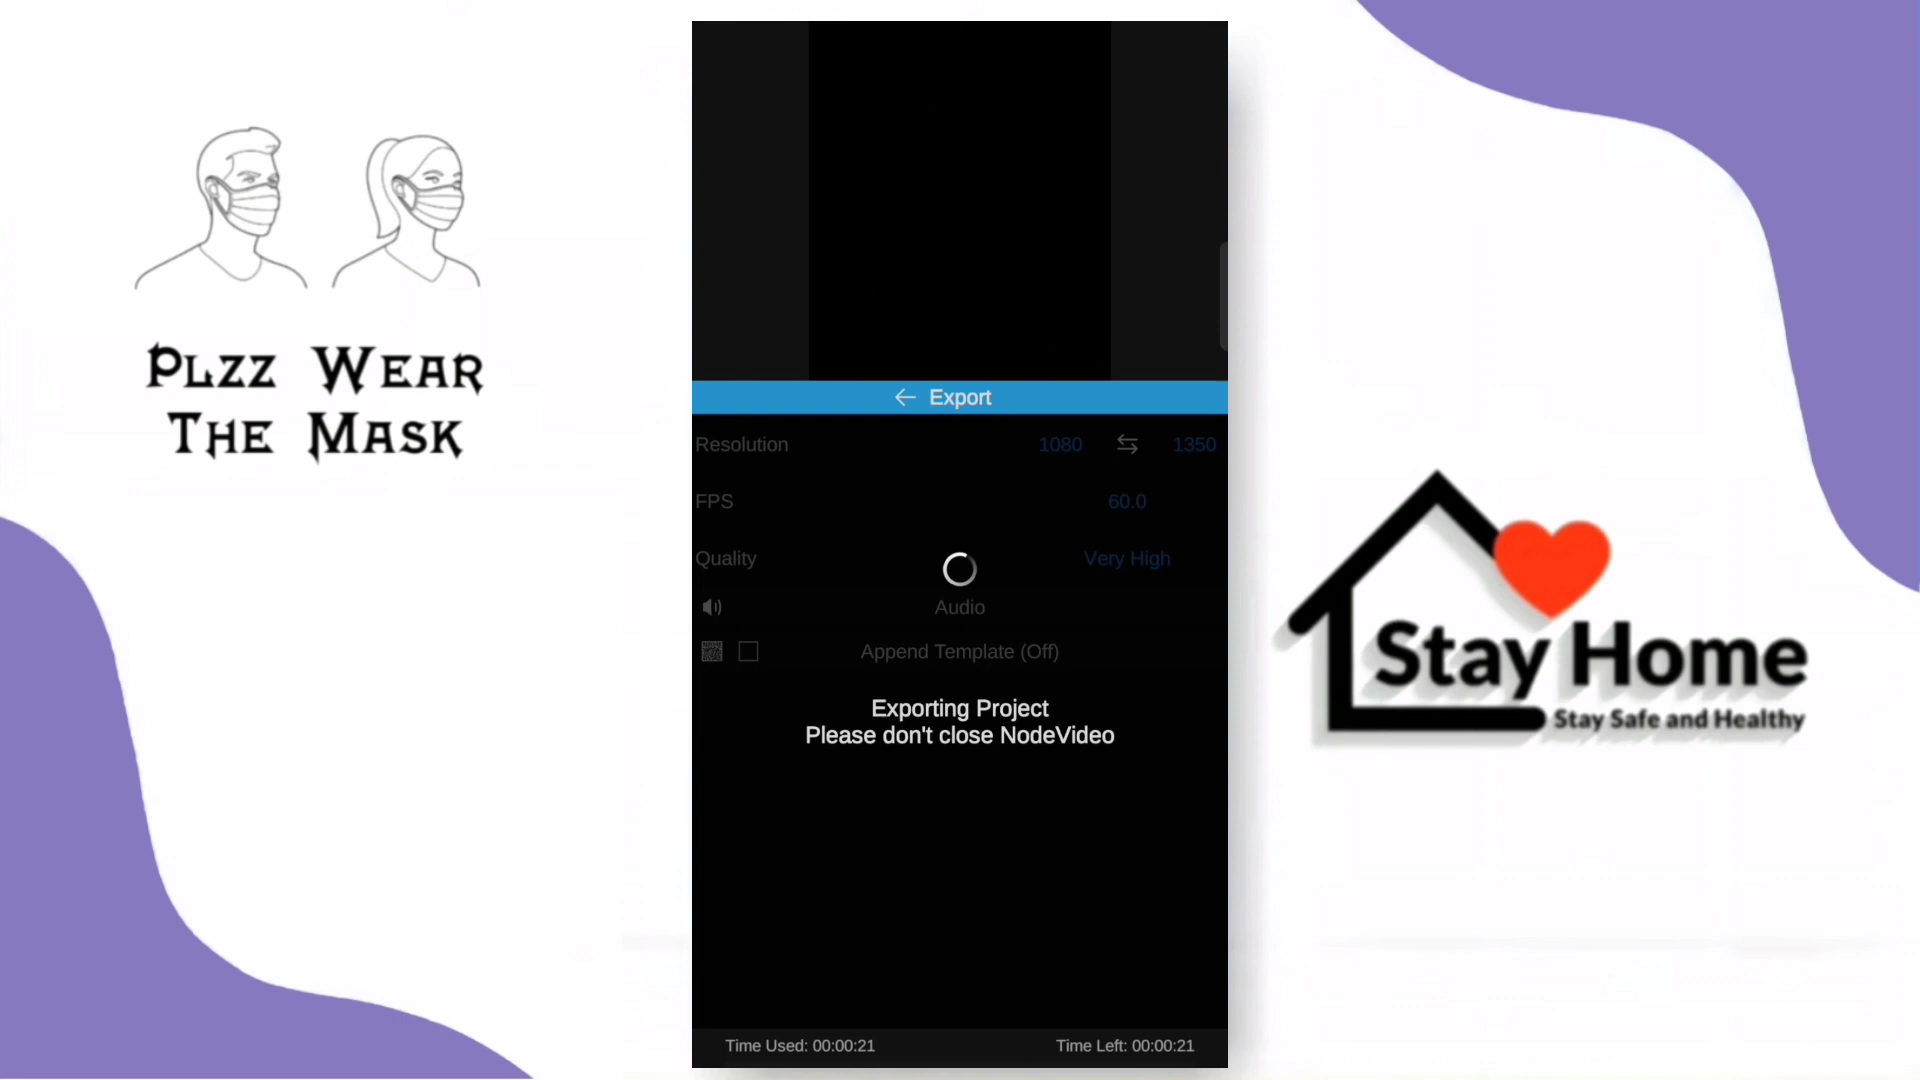 Plzz Wear
The Mask
Export
Resolution 1080 1350
FPS 60.0
Quality Very High
Audio
Append Template (Off)
Exporting Project
Please don't close NodeVideo
Time Used: 00:00:21 Time Left: 00:00:21
Stay Home
Stay Safe and Healthy